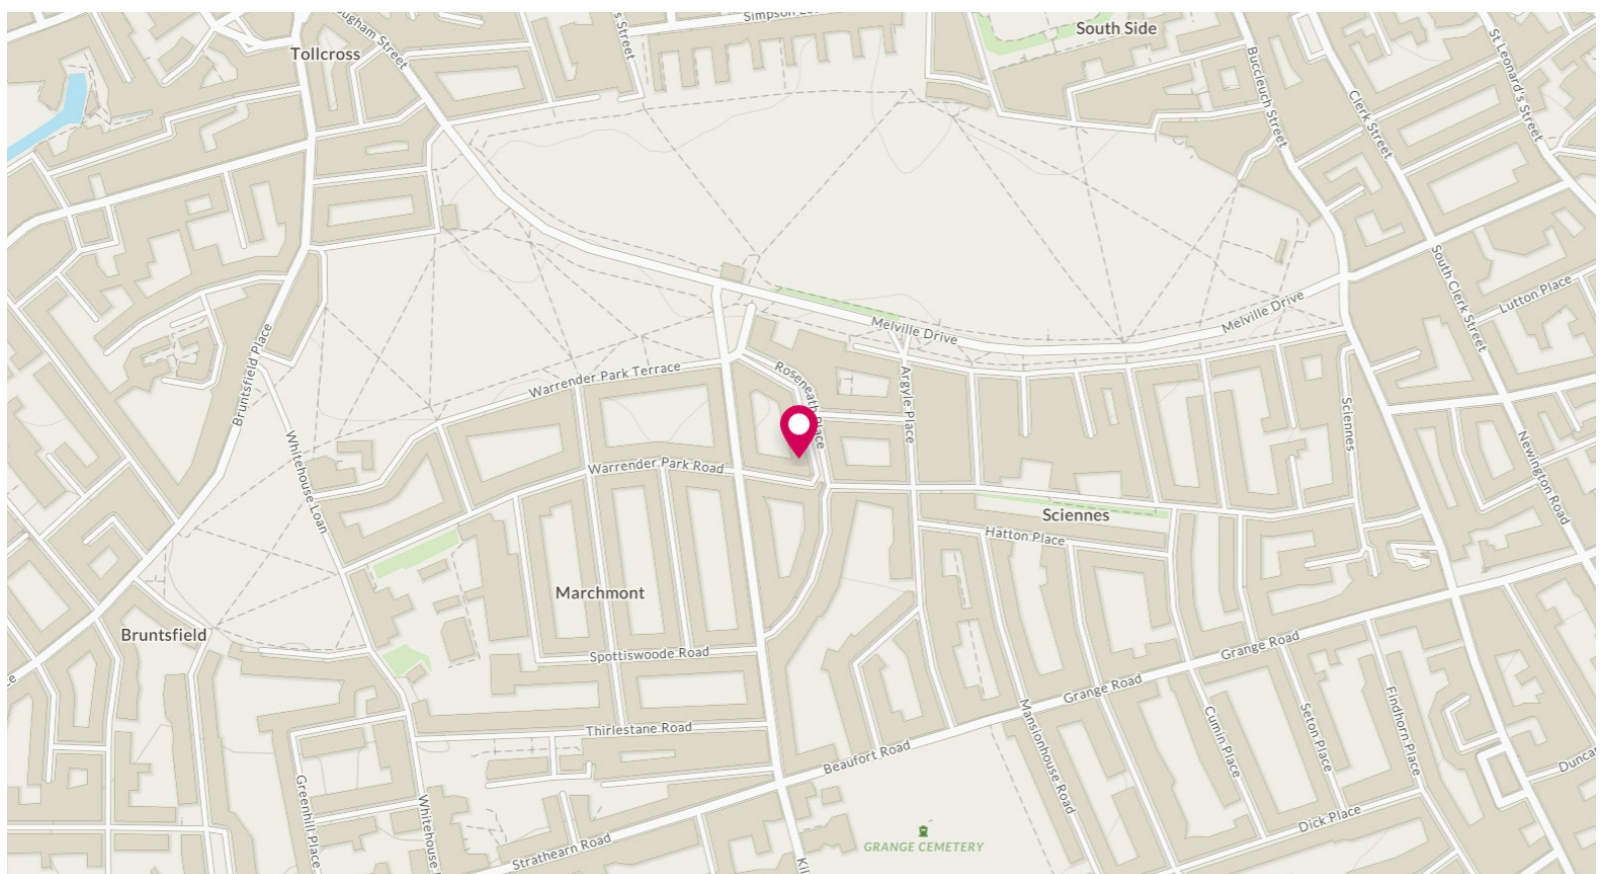 Simpson
South Side
Street
Tollcross
St Leonard's Street
Buccleuch Street
Clerk Street
South Clerk Street
Lutton Place
Melville Drive
Melville Drive
Bruntsfield Place
Warrender Park Terrace
Roseneath Place
Argyle Place
Sciennes
Whitehouse Loan
Warrender Park Road
Newington Road
Sciennes
Hatton Place
Marchmont
Bruntsfield
Spottiswoode Road
Grange Road
Grange Road
Thirlestane Road
Mansionhouse Road
Cumin Place
Seton Place
Findhorn Place
Beaufort Road
Greenhill Place
Whitehouse
Dick Place
Strathearn Road
GRANGE CEMETERY